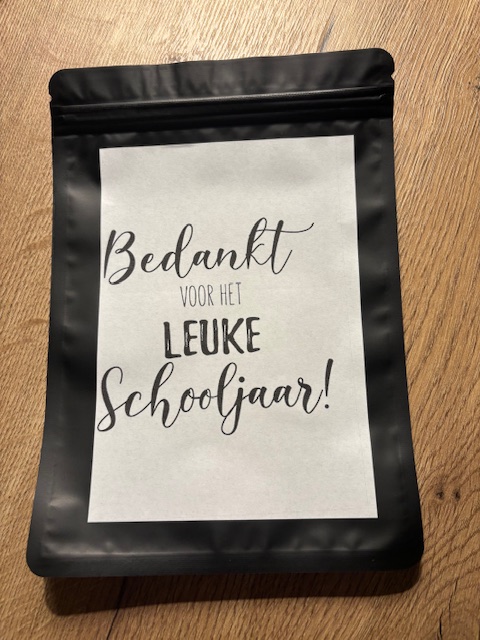 Bedankt
VOOR HET
LEUKE
Schooljaar!